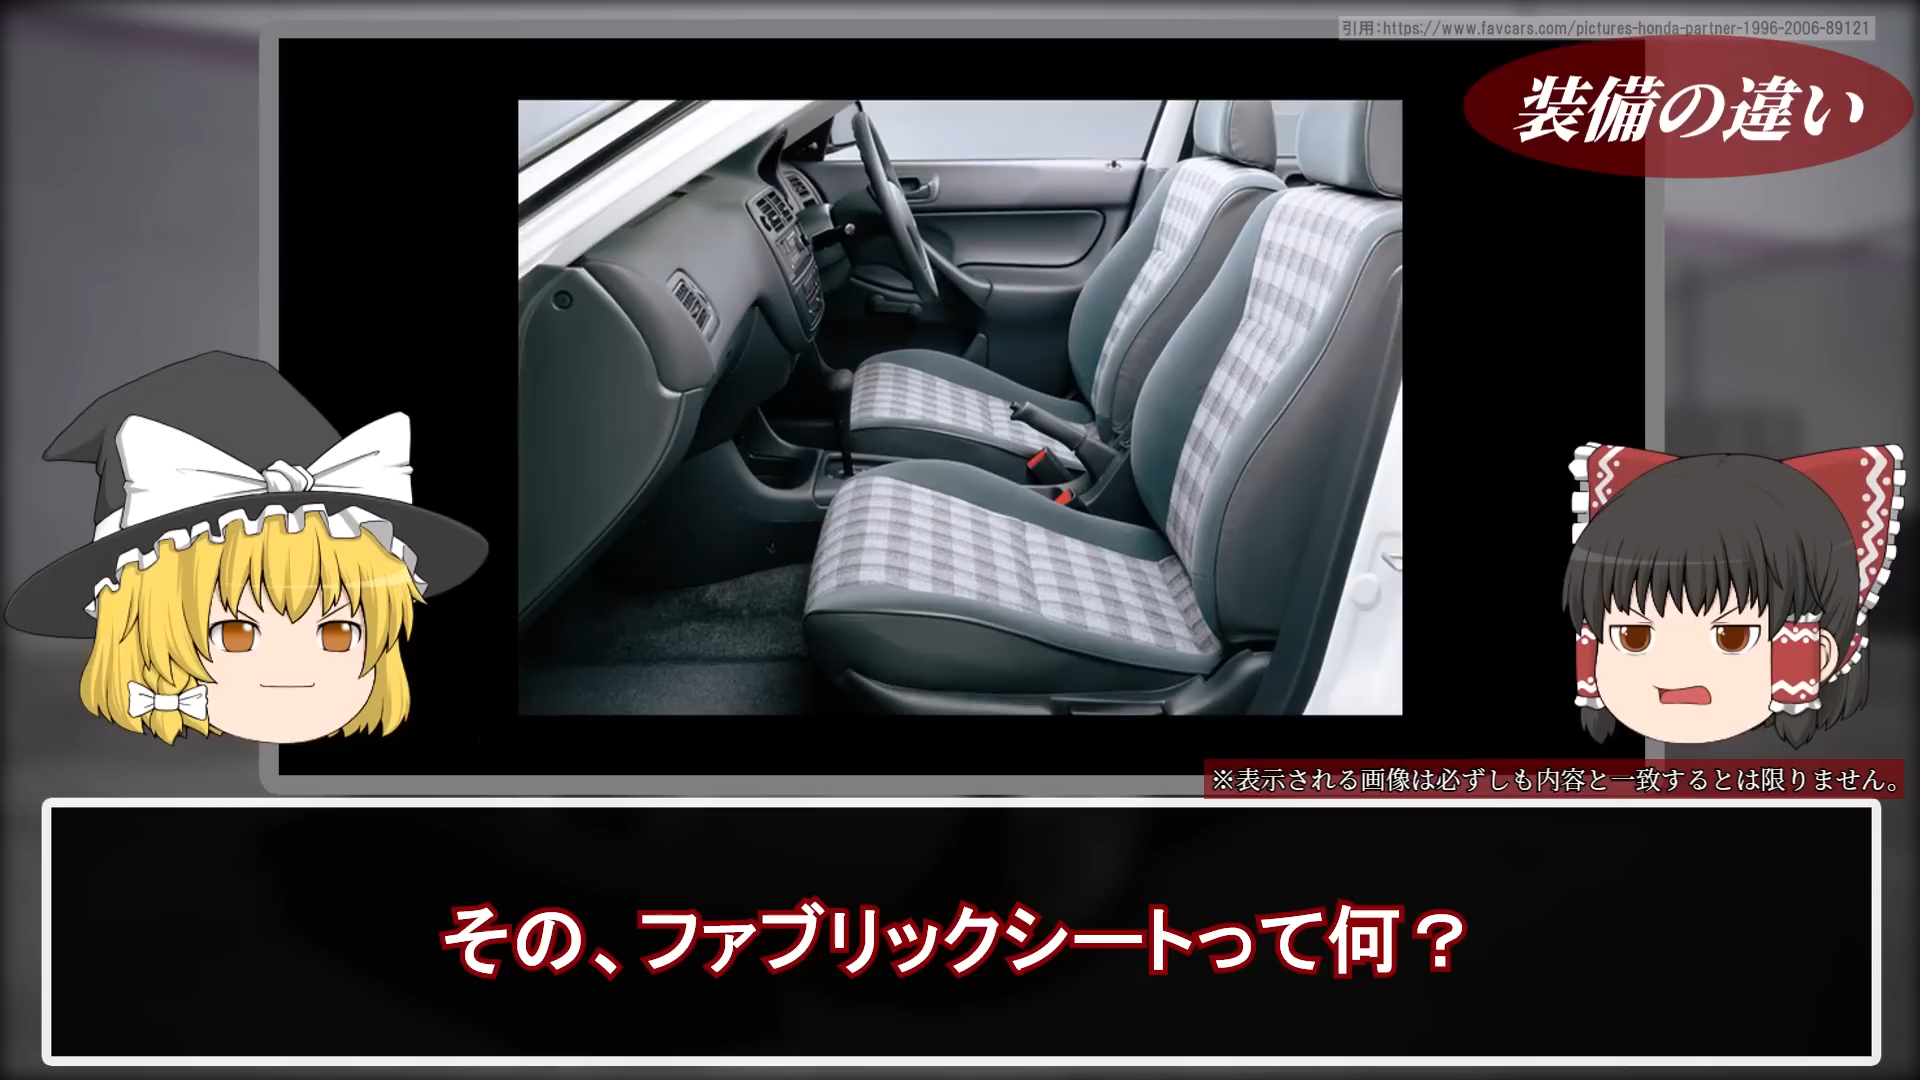 引用：https://www.favcars.com/pictures-honda-partner-1996-2006-89121
装備の違い
※表示される画像は必ずしも内容と一致するとは限りません。
その、ファブリックシートって何？